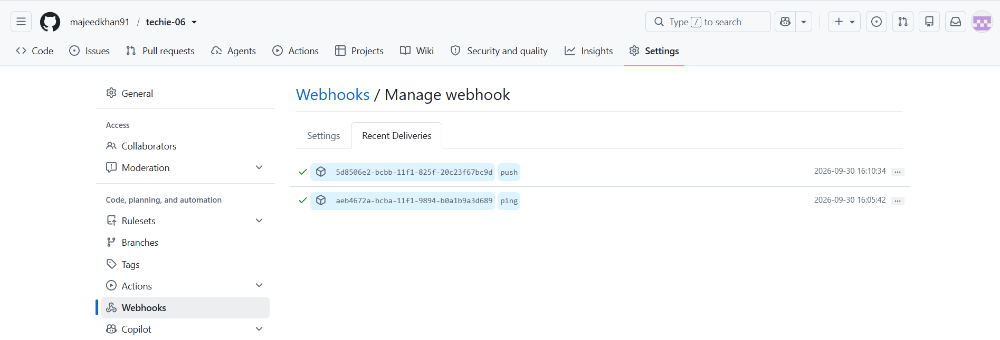 majeedkhan91 / techie-06
Type / to search
Code Issues Pull requests Agents Actions Projects Wiki Security and quality Insights Settings
General
Access
Collaborators
Moderation
Code, planning, and automation
Rulesets
Branches
Tags
Actions
Webhooks
Copilot
Webhooks / Manage webhook
Settings Recent Deliveries
5d8506e2-bcbb-11f1-825f-20c23f67bc9d push 2026-09-30 16:10:34 ...
aeb4672a-bcba-11f1-9894-b0a1b9a3d689 ping 2026-09-30 16:05:42 ...